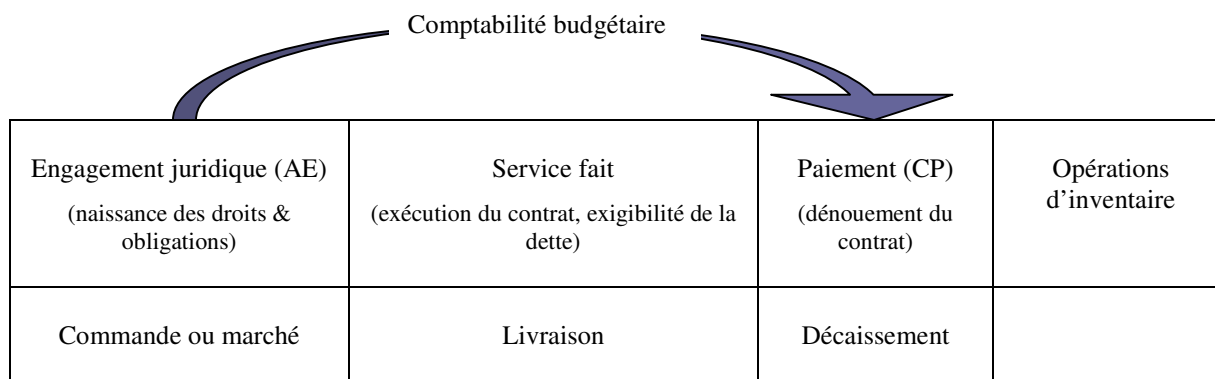 Comptabilité budgétaire
Engagement juridique (AE)
(naissance des droits &
obligations)
Service fait
(exécution du contrat, exigibilité de la
dette)
Paiement (CP)
(dénouement du
contrat)
Opérations
d’inventaire
Commande ou marché
Livraison
Décaissement